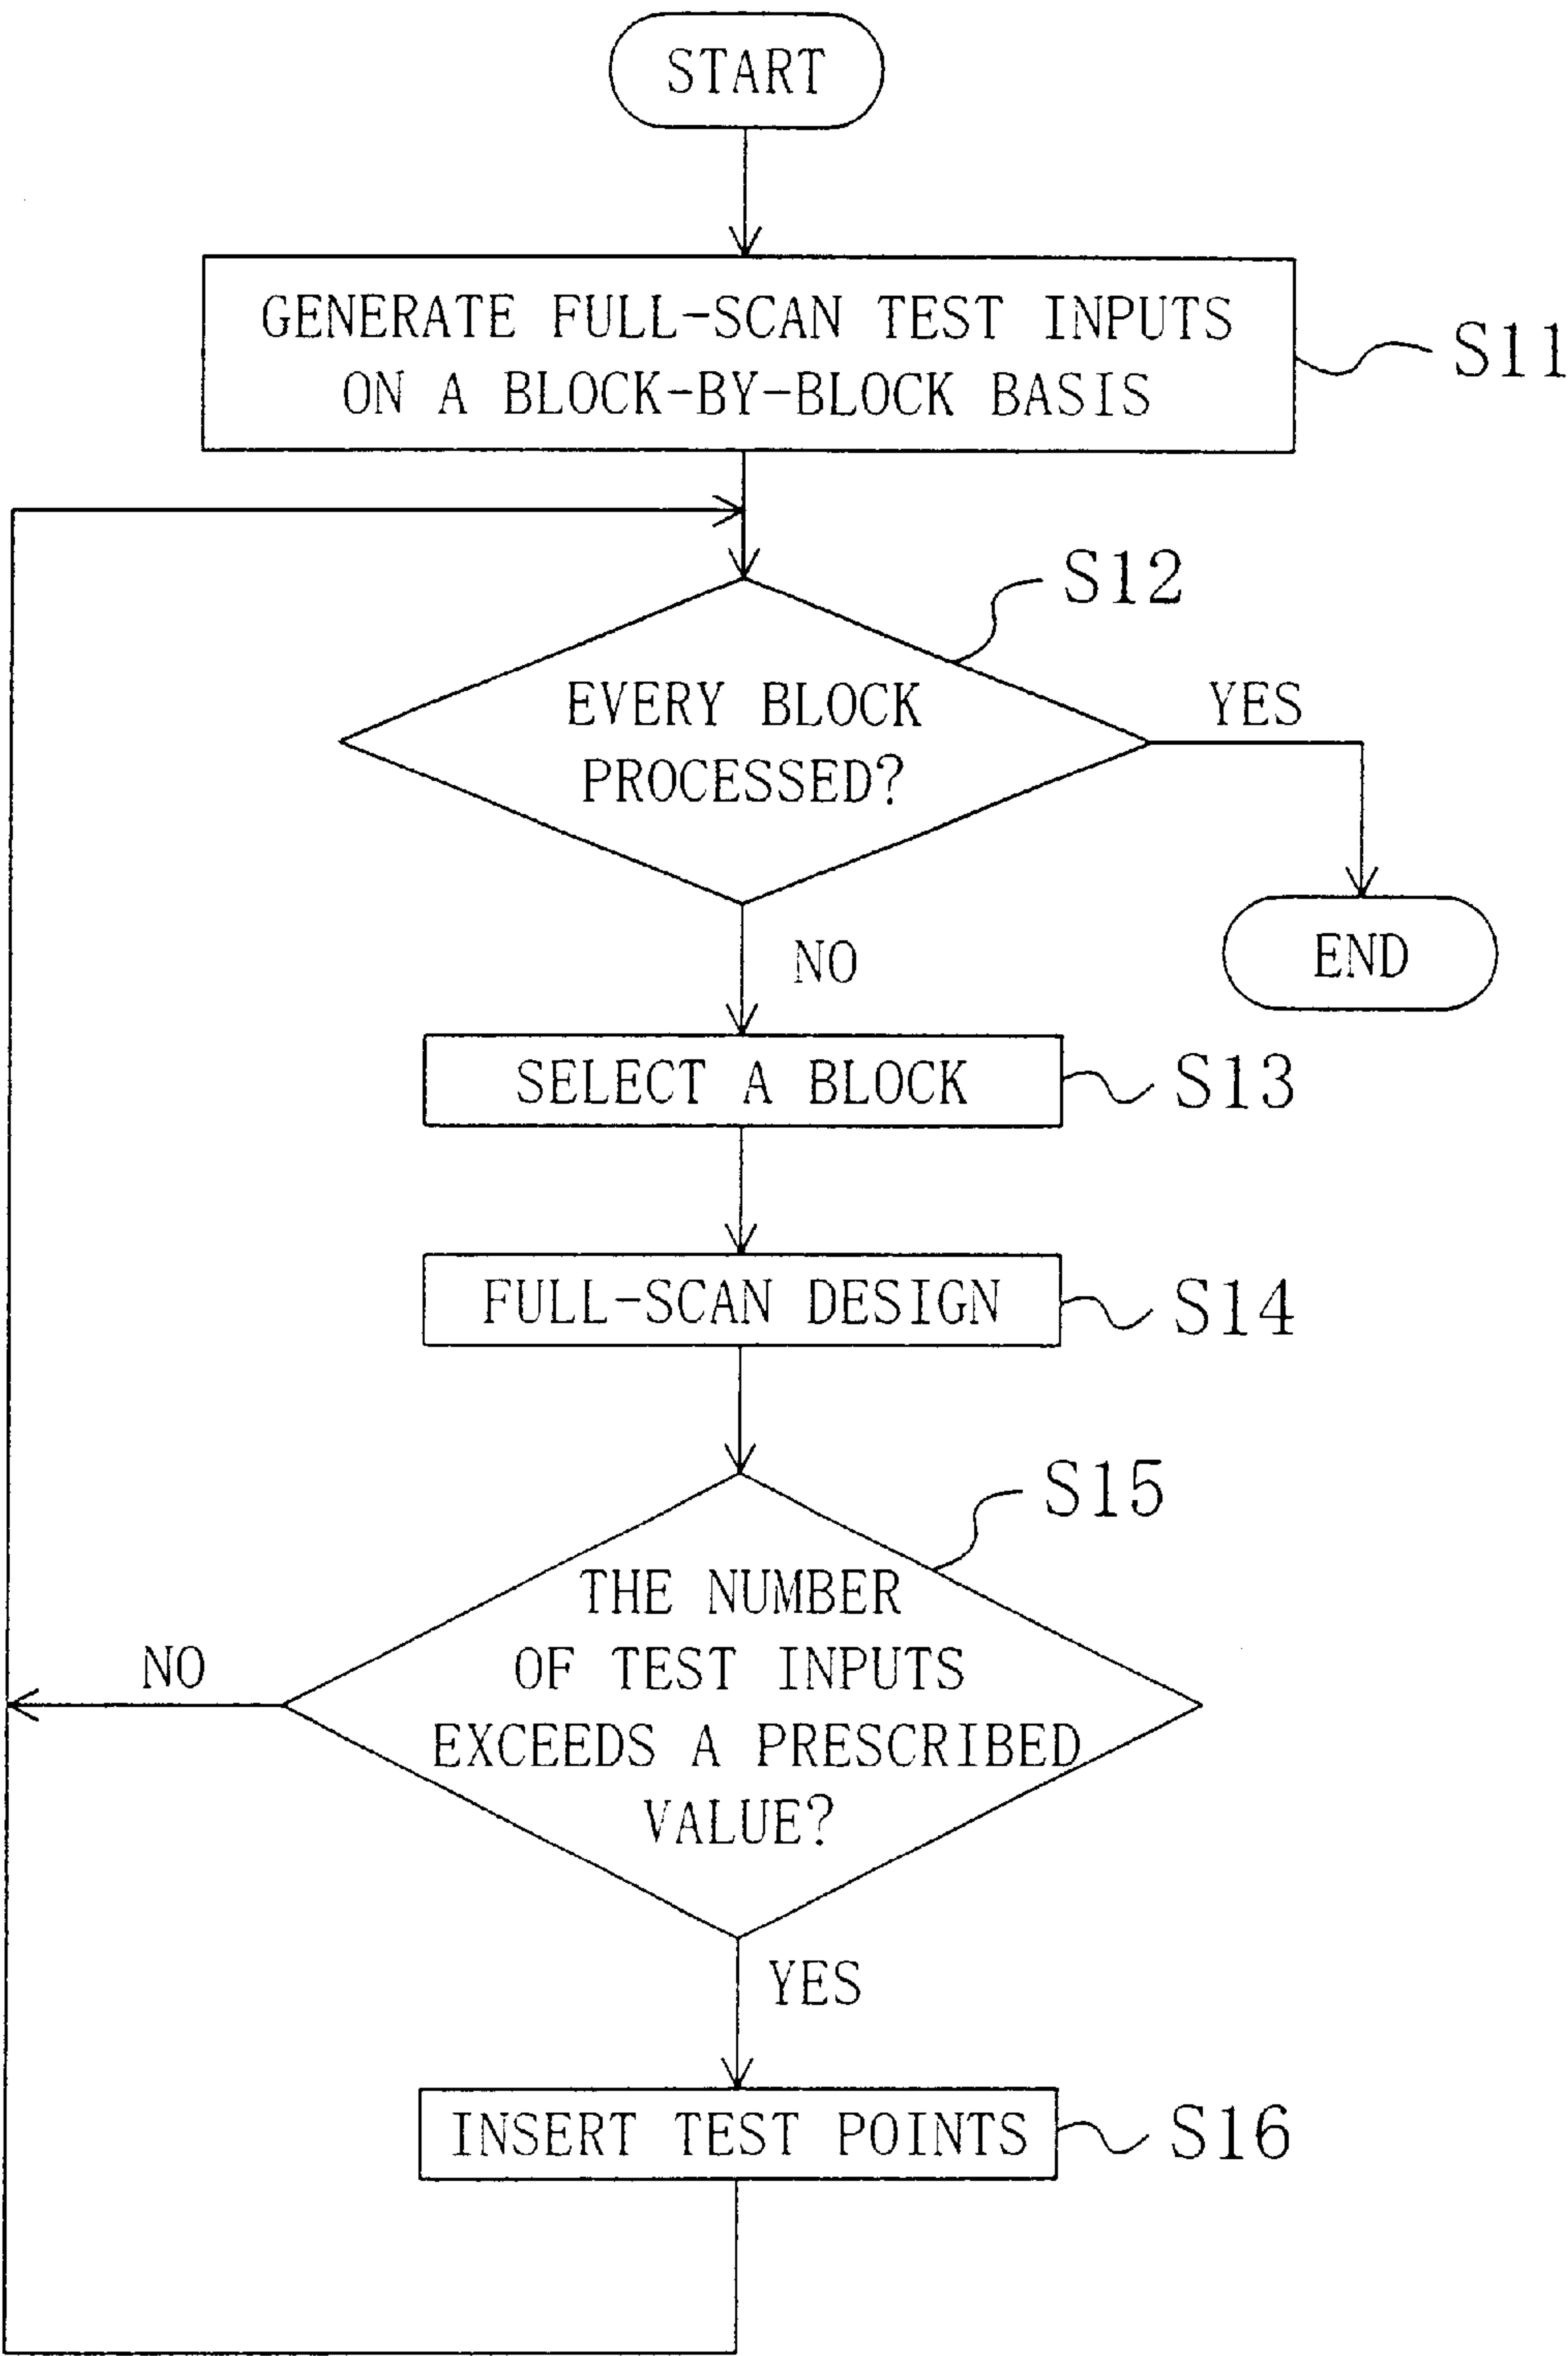 START
GENERATE FULL-SCAN TEST INPUTS
ON A BLOCK-BY-BLOCK BASIS
S11
S12
EVERY BLOCK
PROCESSED?
YES
END
NO
SELECT A BLOCK
S13
FULL-SCAN DESIGN
S14
S15
THE NUMBER
OF TEST INPUTS
EXCEEDS A PRESCRIBED
VALUE?
NO
YES
INSERT TEST POINTS
S16